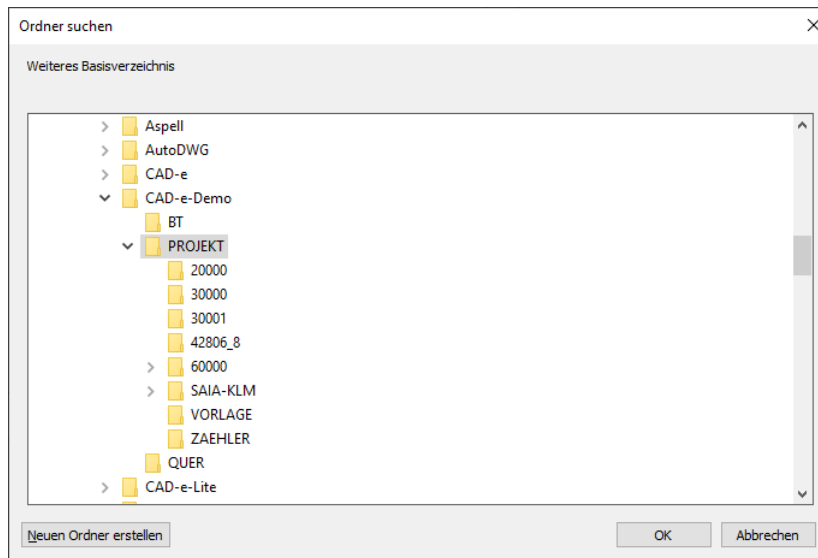 Ordner suchen
Weiteres Basisverzeichnis
Aspell
AutoDWG
CAD-e
CAD-e-Demo
BT
PROJEKT
20000
30000
30001
42806_8
60000
SAIA-KLM
VORLAGE
ZAEHLER
QUER
CAD-e-Lite
Neuen Ordner erstellen
OK
Abbrechen